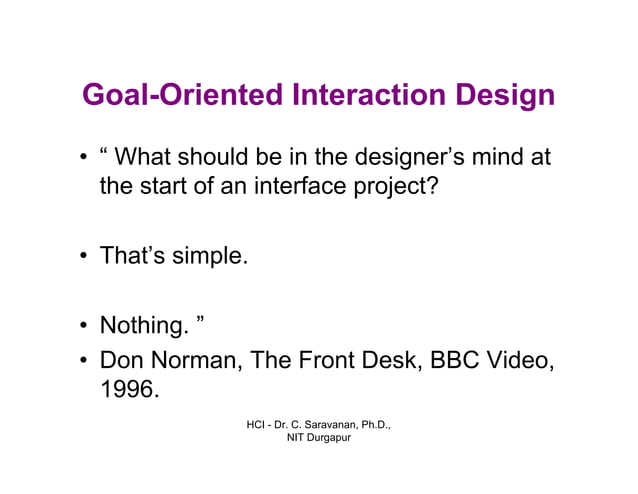 Goal-Oriented Interaction Design
• “ What should be in the designer’s mind at
the start of an interface project?
• That’s simple.
• Nothing. ”
• Don Norman, The Front Desk, BBC Video,
1996.
HCI - Dr. C. Saravanan, Ph.D.,
NIT Durgapur